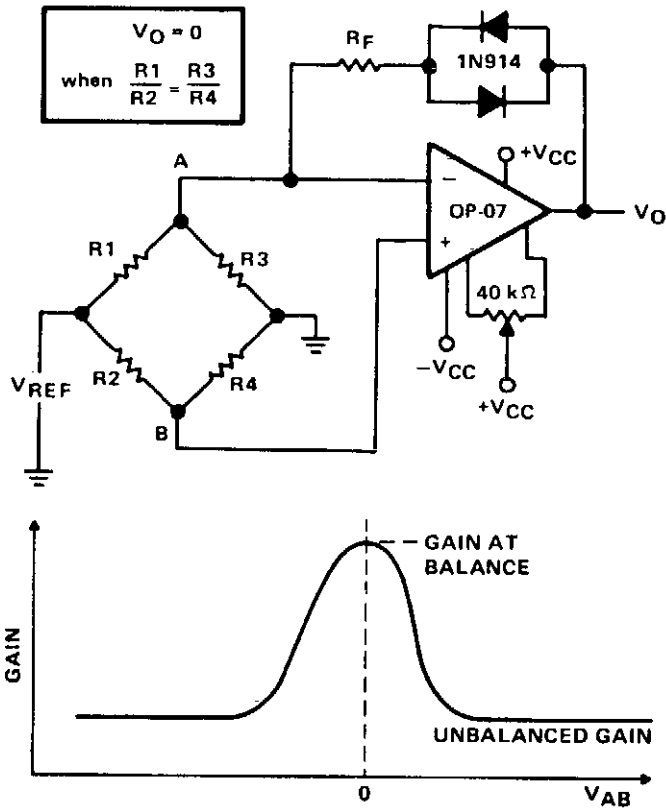 V_O = 0
when R1/R2 = R3/R4
R_F
1N914
A
+V_CC
−
OP-07
V_O
+
R1
R3
40 kΩ
R2
R4
V_REF
−V_CC
+V_CC
B
GAIN AT
BALANCE
GAIN
UNBALANCED GAIN
0
V_AB